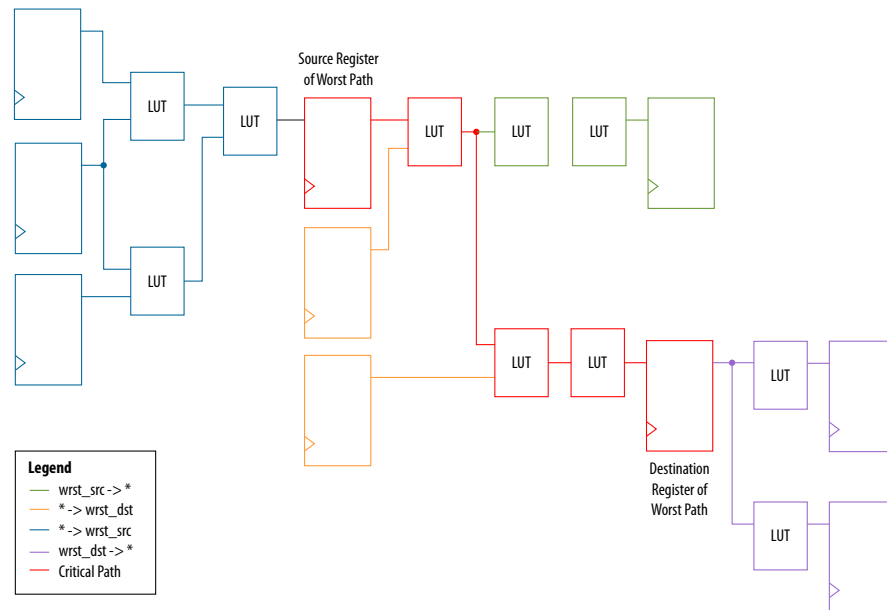 Source Register
of Worst Path
LUT
LUT
LUT
LUT
LUT
LUT
LUT
LUT
LUT
LUT
Destination
Register of
Worst Path
LUT
Legend
wrst_src -> *
* -> wrst_dst
* -> wrst_src
wrst_dst -> *
Critical Path